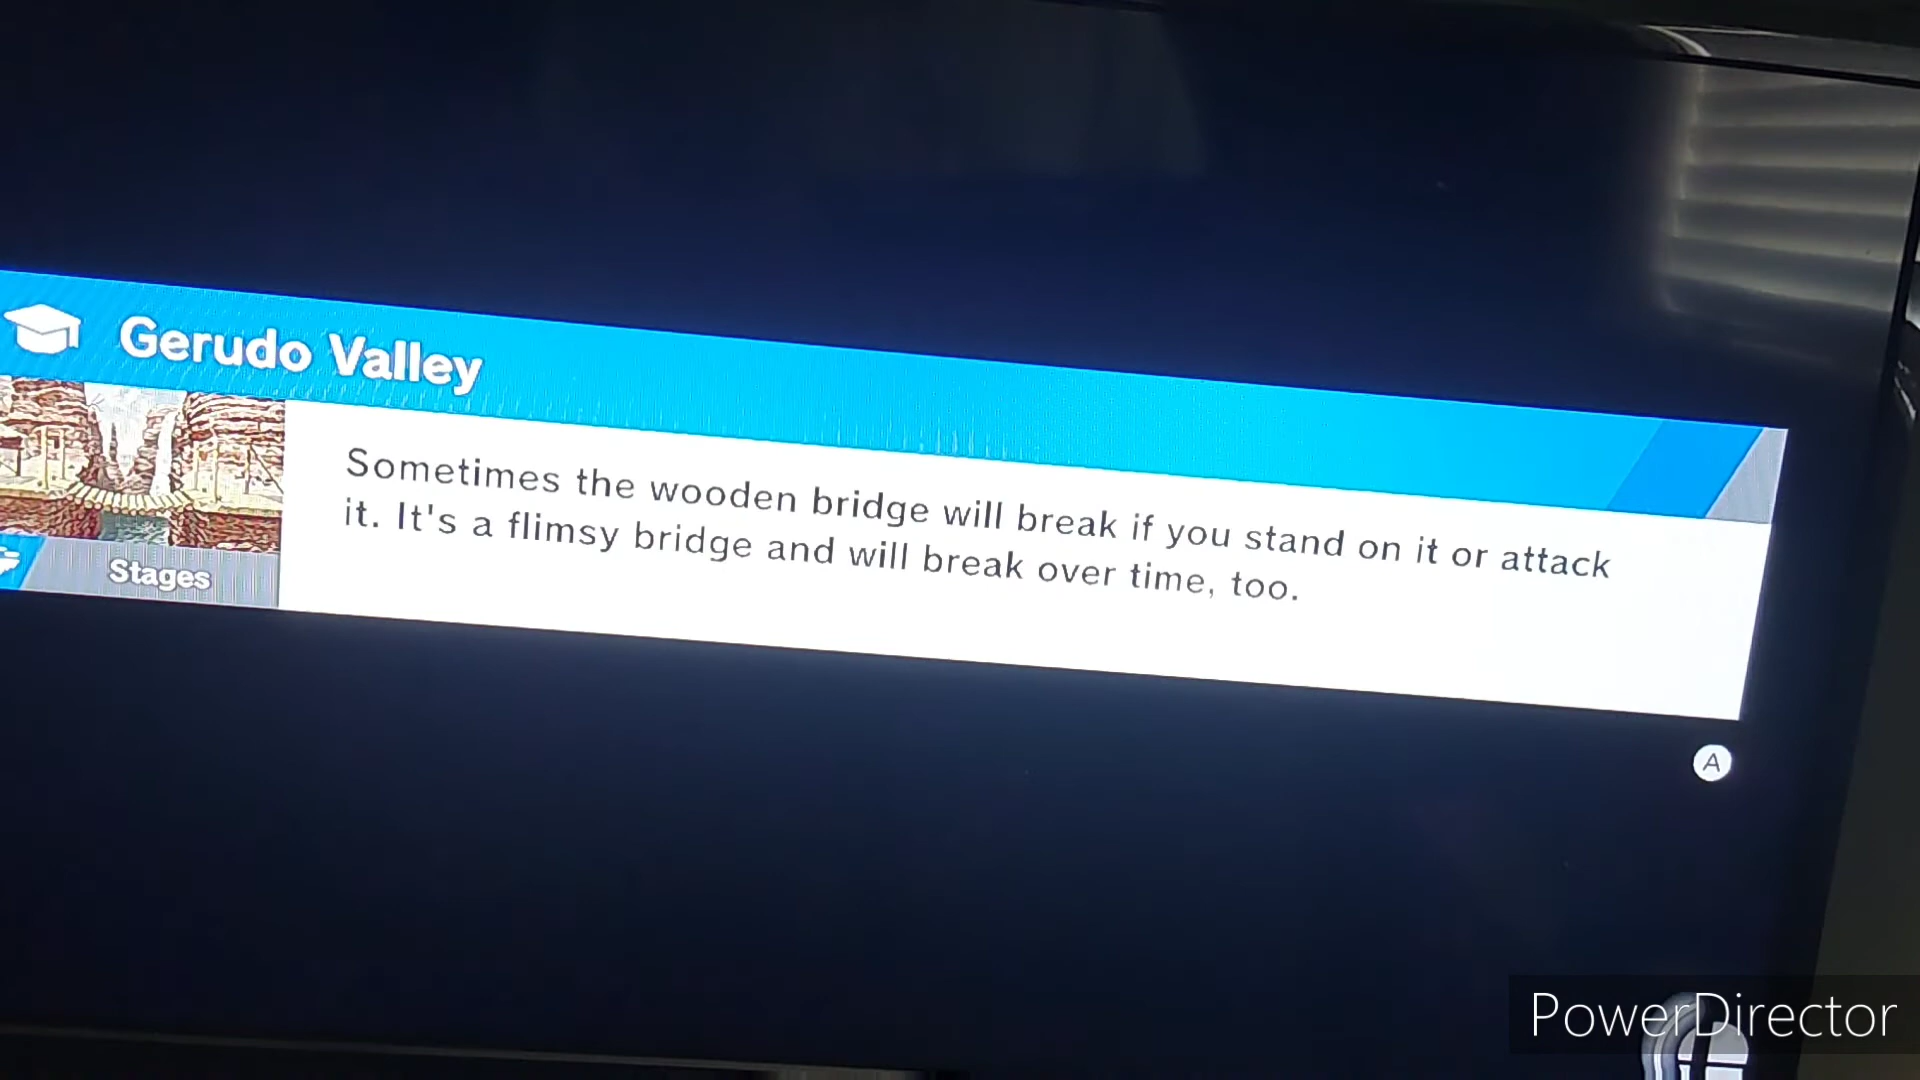 Gerudo Valley
Sometimes the wooden bridge will break if you stand on it or attack
it. It's a flimsy bridge and will break over time, too.
Stages
A
PowerDirector